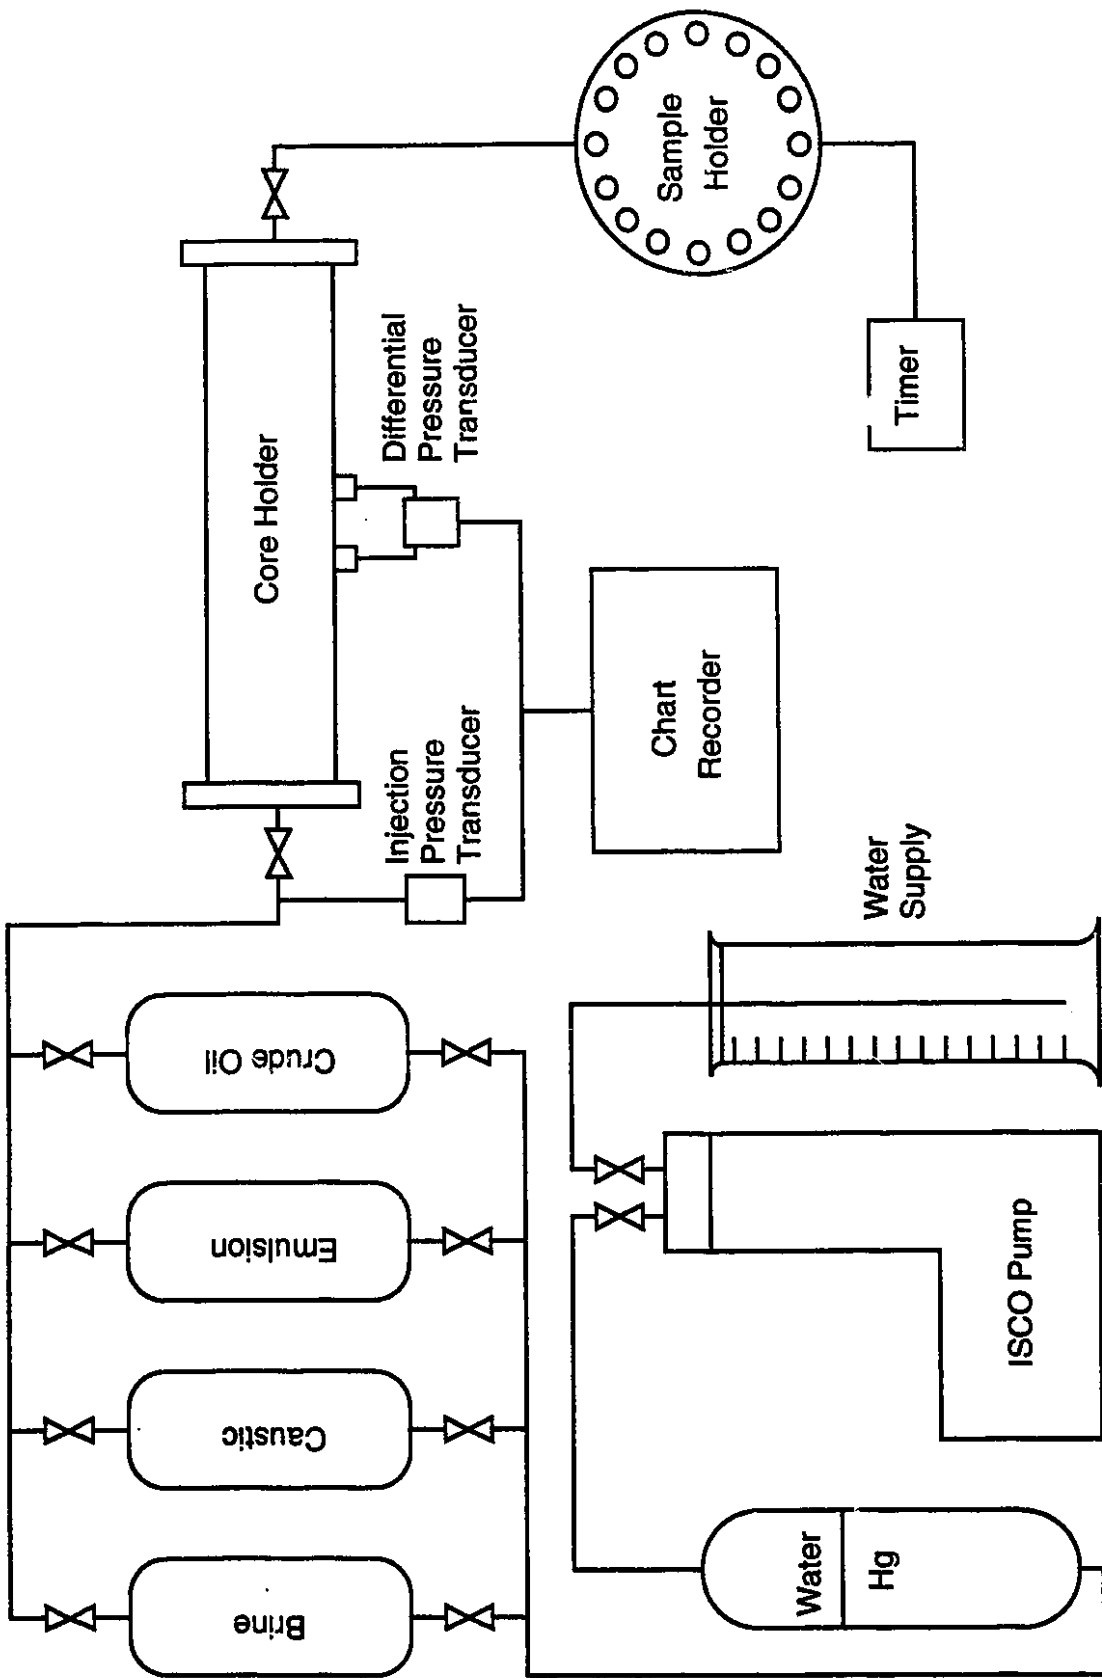 Brine
Caustic
Emulsion
Crude Oil
Core Holder
Injection
Pressure
Transducer
Differential
Pressure
Transducer
Sample
Holder
Chart
Recorder
Timer
Water
Hg
ISCO Pump
Water
Supply